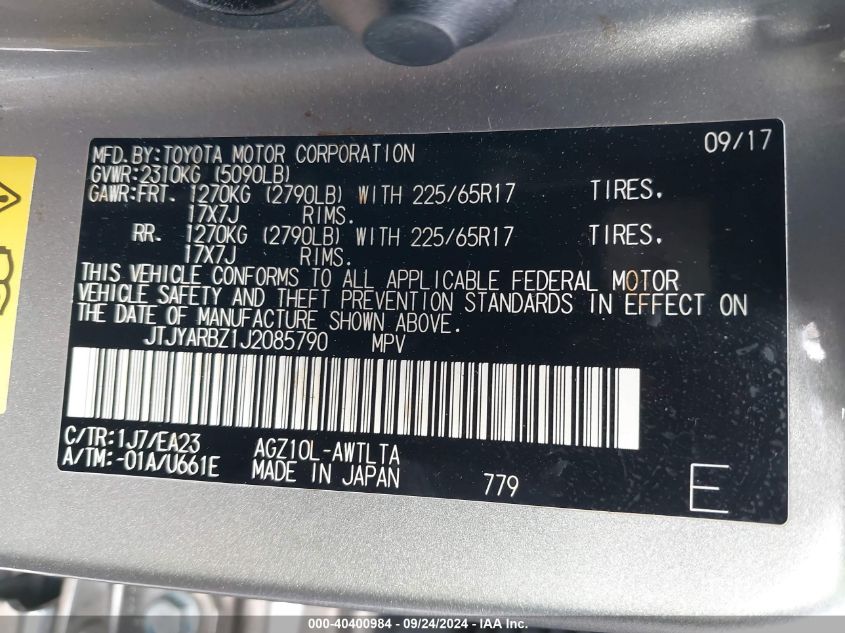 MFD. BY:TOYOTA MOTOR CORPORATION 09/17
GVWR:2310KG (5090LB)
GAWR:FRT. 1270KG (2790LB) WITH 225/65R17 TIRES.
17X7J RIMS.
RR. 1270KG (2790LB) WITH 225/65R17 TIRES.
17X7J RIMS.
THIS VEHICLE CONFORMS TO ALL APPLICABLE FEDERAL MOTOR
VEHICLE SAFETY AND THEFT PREVENTION STANDARDS IN EFFECT ON
THE DATE OF MANUFACTURE SHOWN ABOVE.
JTJYARBZ1J2085790 MPV
C/TR:1J7/EA23 AGZ10L-AWTLTA
A/TM:-01A/U661E MADE IN JAPAN 779 E
000-40400984 - 09/24/2024 - IAA Inc.